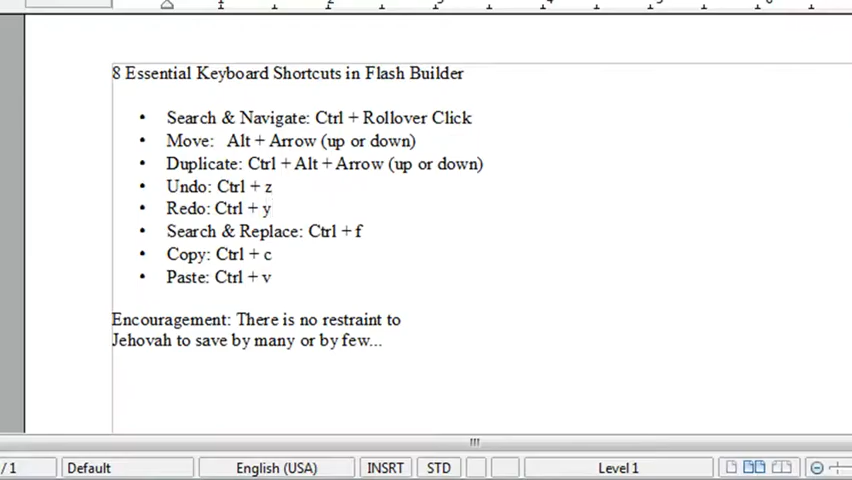 8 Essential Keyboard Shortcuts in Flash Builder
• Search & Navigate: Ctrl + Rollover Click
• Move: Alt + Arrow (up or down)
• Duplicate: Ctrl + Alt + Arrow (up or down)
• Undo: Ctrl + z
• Redo: Ctrl + y
• Search & Replace: Ctrl + f
• Copy: Ctrl + c
• Paste: Ctrl + v
Encouragement: There is no restraint to
Jehovah to save by many or by few...
/ 1 Default English (USA) INSRT STD Level 1